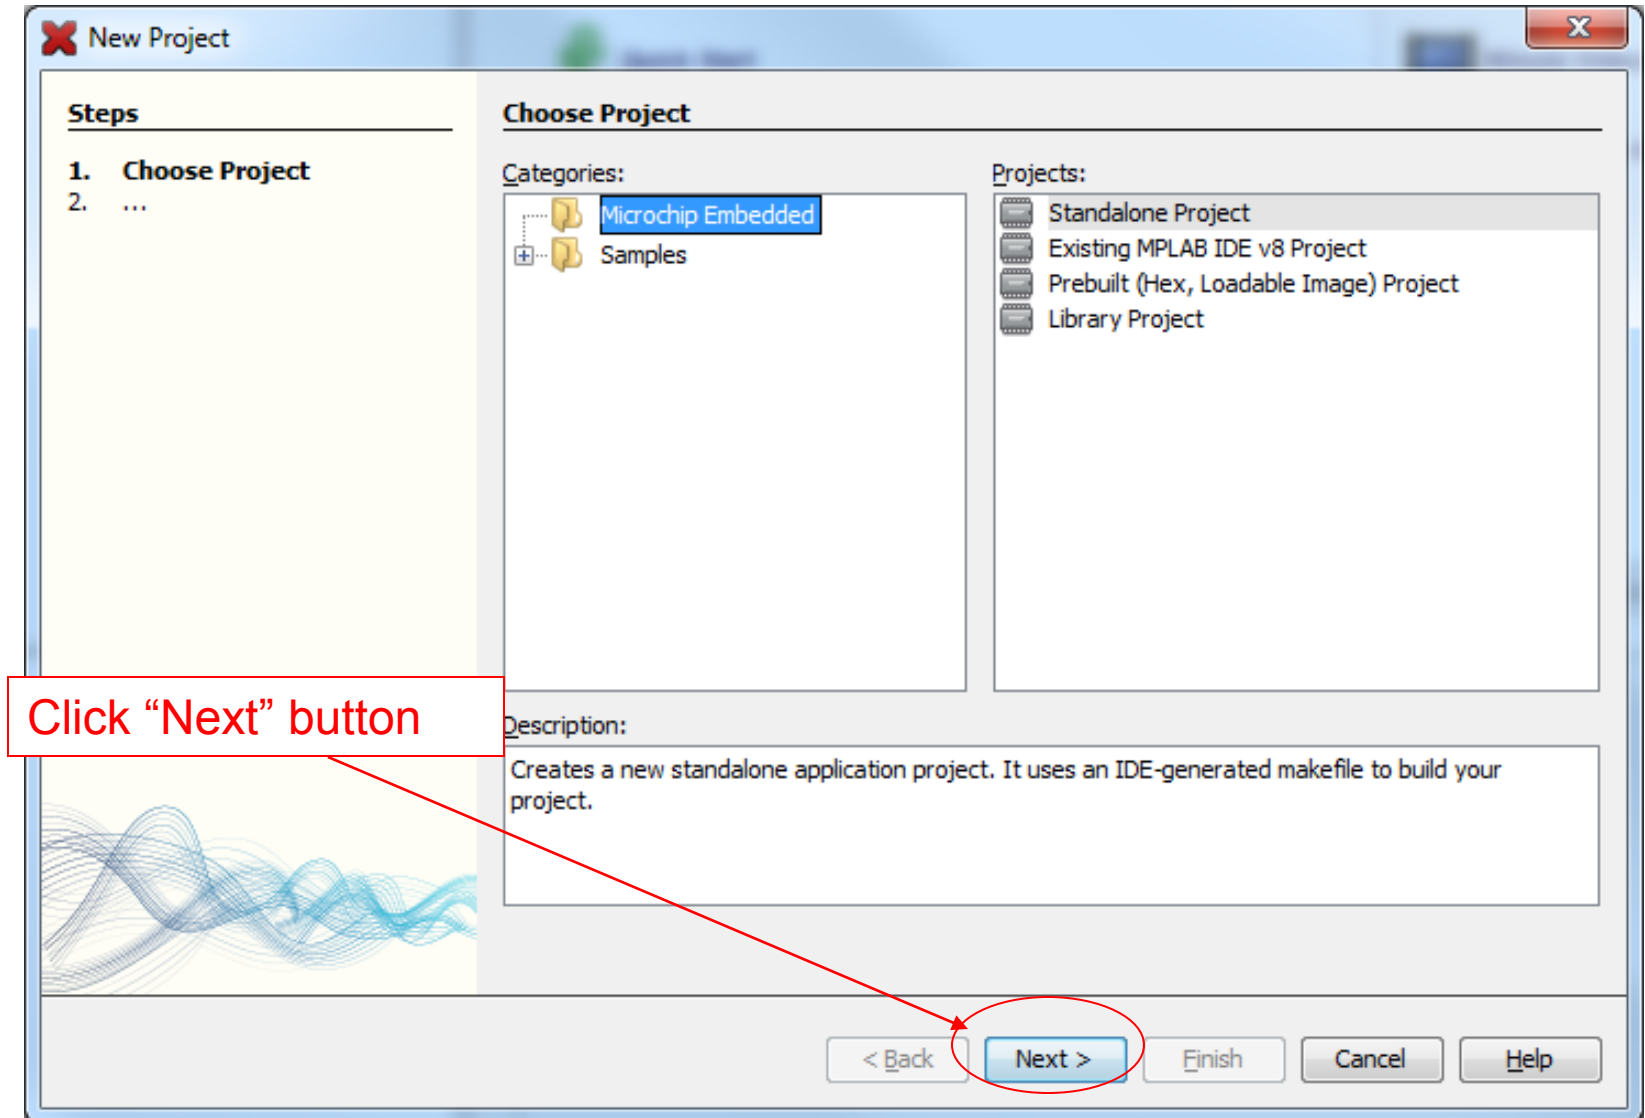 New Project
Steps
1. Choose Project
2. ...
Choose Project
Categories:
Microchip Embedded
Samples
Projects:
Standalone Project
Existing MPLAB IDE v8 Project
Prebuilt (Hex, Loadable Image) Project
Library Project
Click “Next” button
Description:
Creates a new standalone application project. It uses an IDE-generated makefile to build your
project.
< Back
Next >
Finish
Cancel
Help